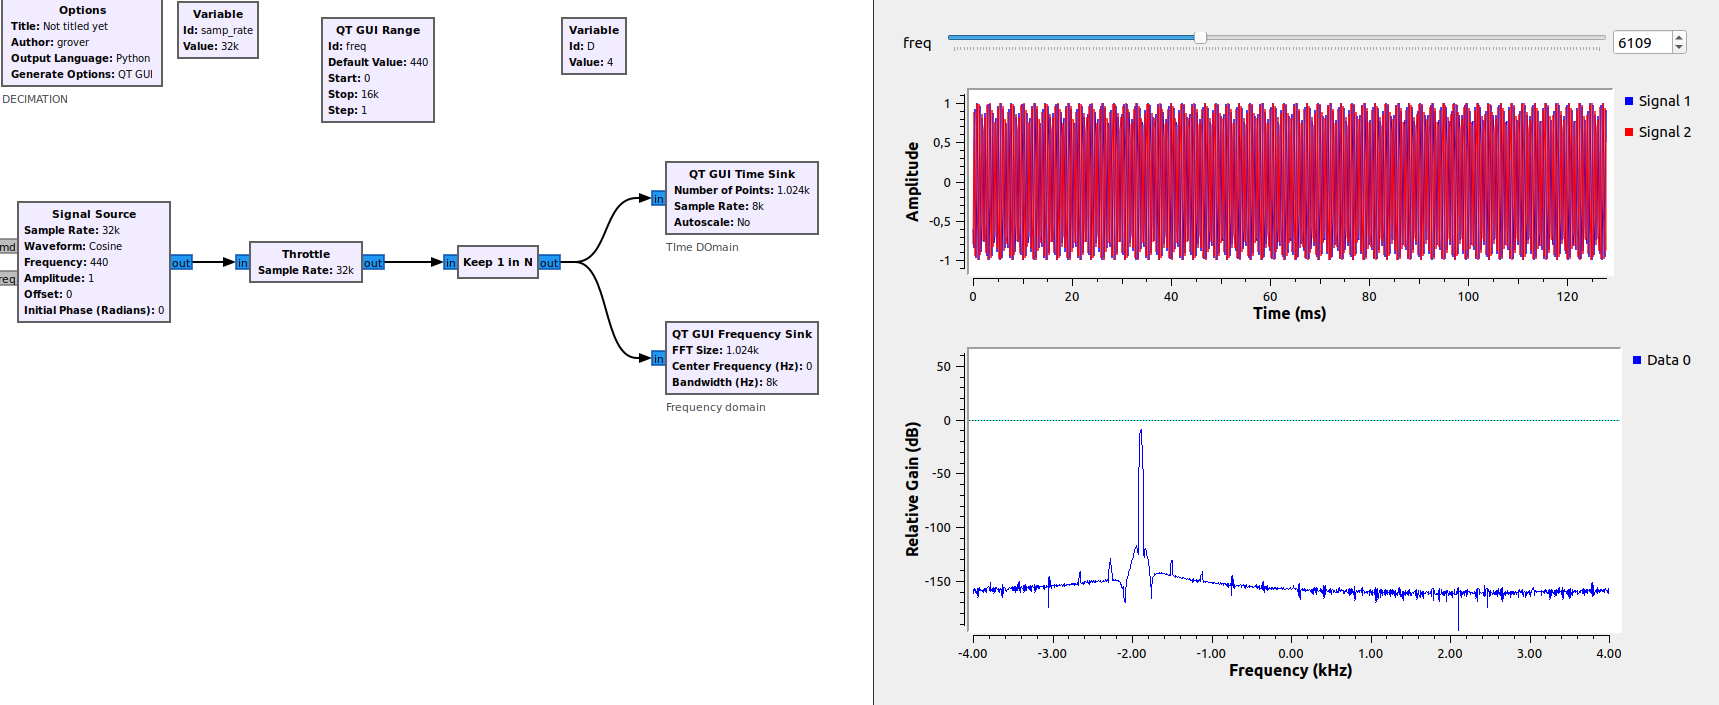 Options
Title: Not titled yet
Author: grover
Output Language: Python
Generate Options: QT GUI
DECIMATION
Variable
Id: samp_rate
Value: 32k
QT GUI Range
Id: freq
Default Value: 440
Start: 0
Stop: 16k
Step: 1
Variable
Id: D
Value: 4
Signal Source
Sample Rate: 32k
Waveform: Cosine
Frequency: 440
Amplitude: 1
Offset: 0
Initial Phase (Radians): 0
md
req
out
in
Throttle
Sample Rate: 32k
out
in
Keep 1 in N
out
in
QT GUI Time Sink
Number of Points: 1.024k
Sample Rate: 8k
Autoscale: No
TIme DOmain
in
QT GUI Frequency Sink
FFT Size: 1.024k
Center Frequency (Hz): 0
Bandwidth (Hz): 8k
Frequency domain
freq
6109
Amplitude
1
0,5
0
-0,5
-1
0 20 40 60 80 100 120
Time (ms)
Signal 1
Signal 2
Relative Gain (dB)
50
0
-50
-100
-150
-4.00 -3.00 -2.00 -1.00 0.00 1.00 2.00 3.00 4.00
Frequency (kHz)
Data 0